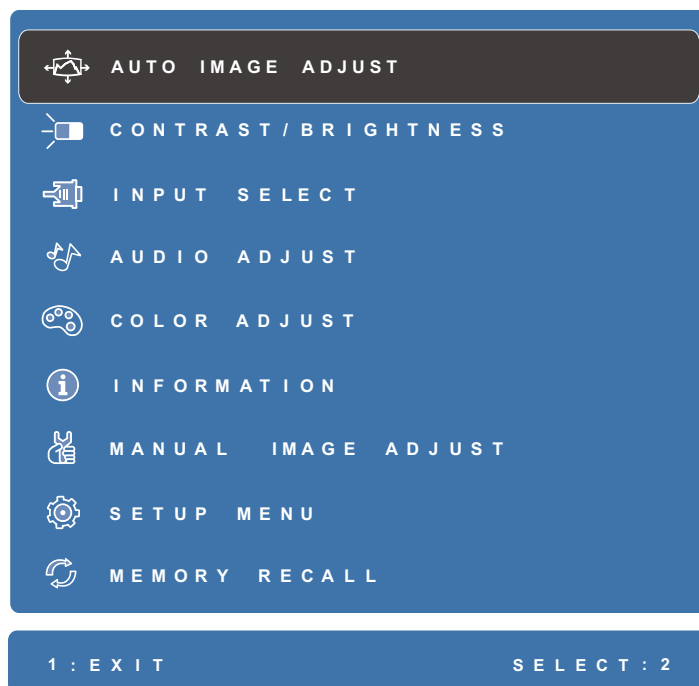 AUTO IMAGE ADJUST
CONTRAST/BRIGHTNESS
INPUT SELECT
AUDIO ADJUST
COLOR ADJUST
INFORMATION
MANUAL IMAGE ADJUST
SETUP MENU
MEMORY RECALL
1:EXIT SELECT:2